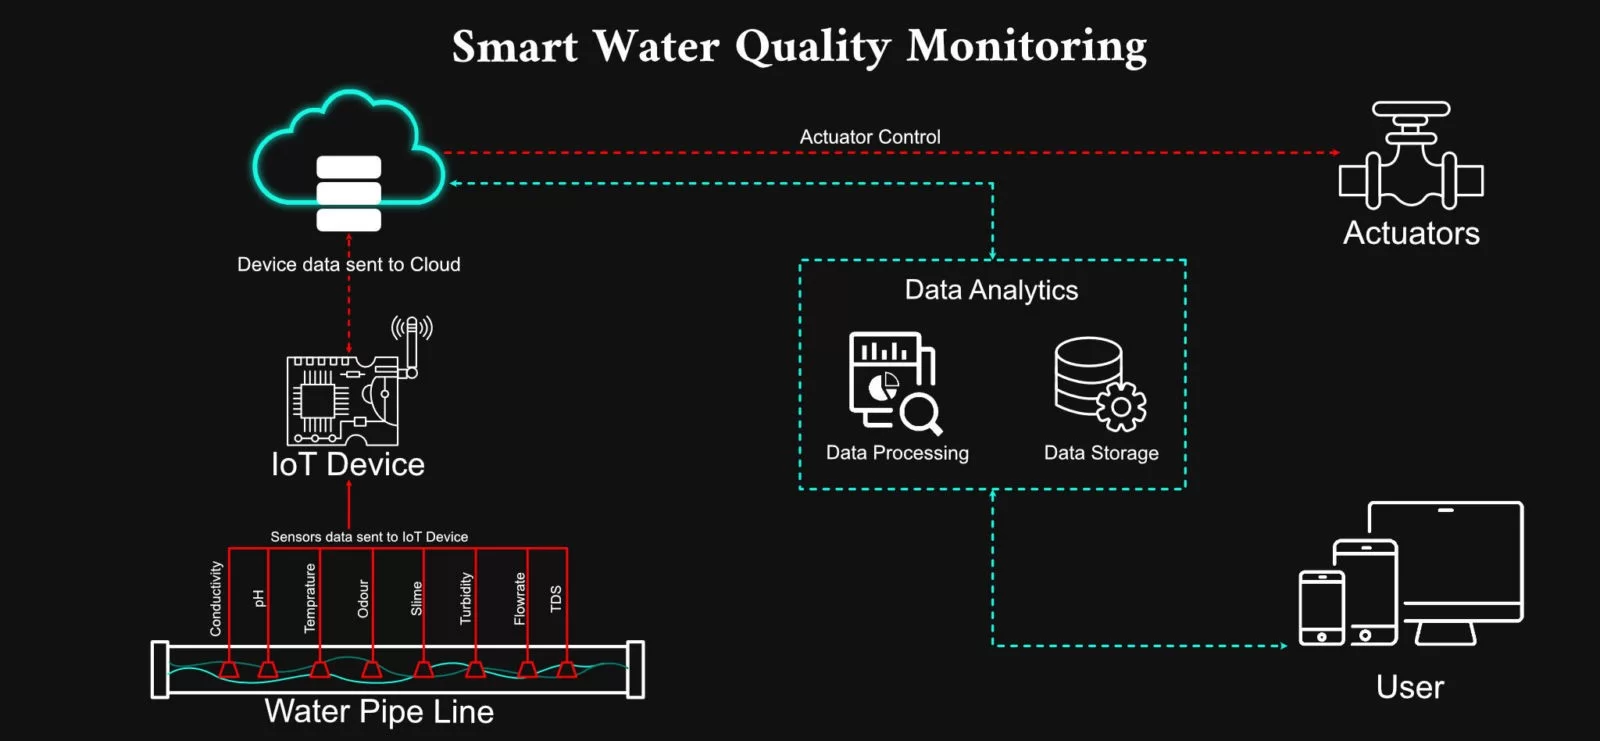 Smart Water Quality Monitoring
Actuator Control
Actuators
Device data sent to Cloud
Data Analytics
Data Processing
Data Storage
IoT Device
Sensors data sent to IoT Device
Conductivity
pH
Temprature
Odour
Slime
Turbidity
Flowrate
TDS
Water Pipe Line
User